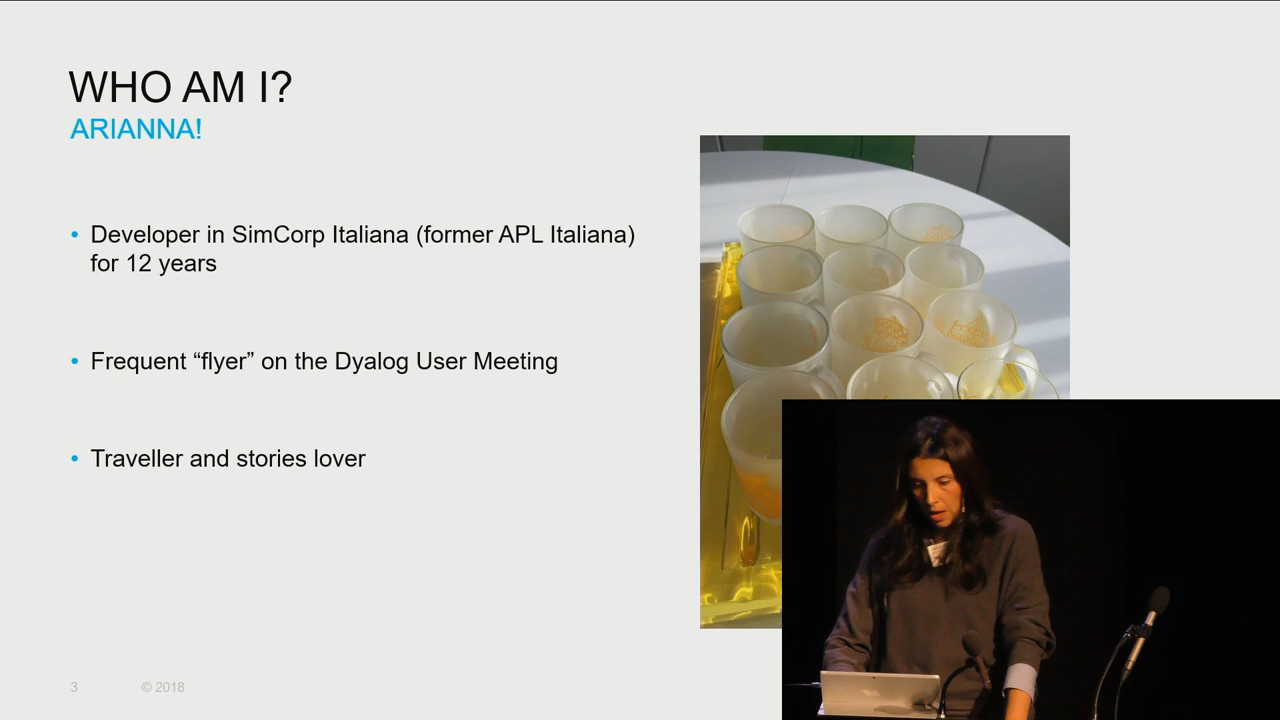 WHO AM I?
ARIANNA!
• Developer in SimCorp Italiana (former APL Italiana)
for 12 years
• Frequent “flyer” on the Dyalog User Meeting
• Traveller and stories lover
3 © 2018